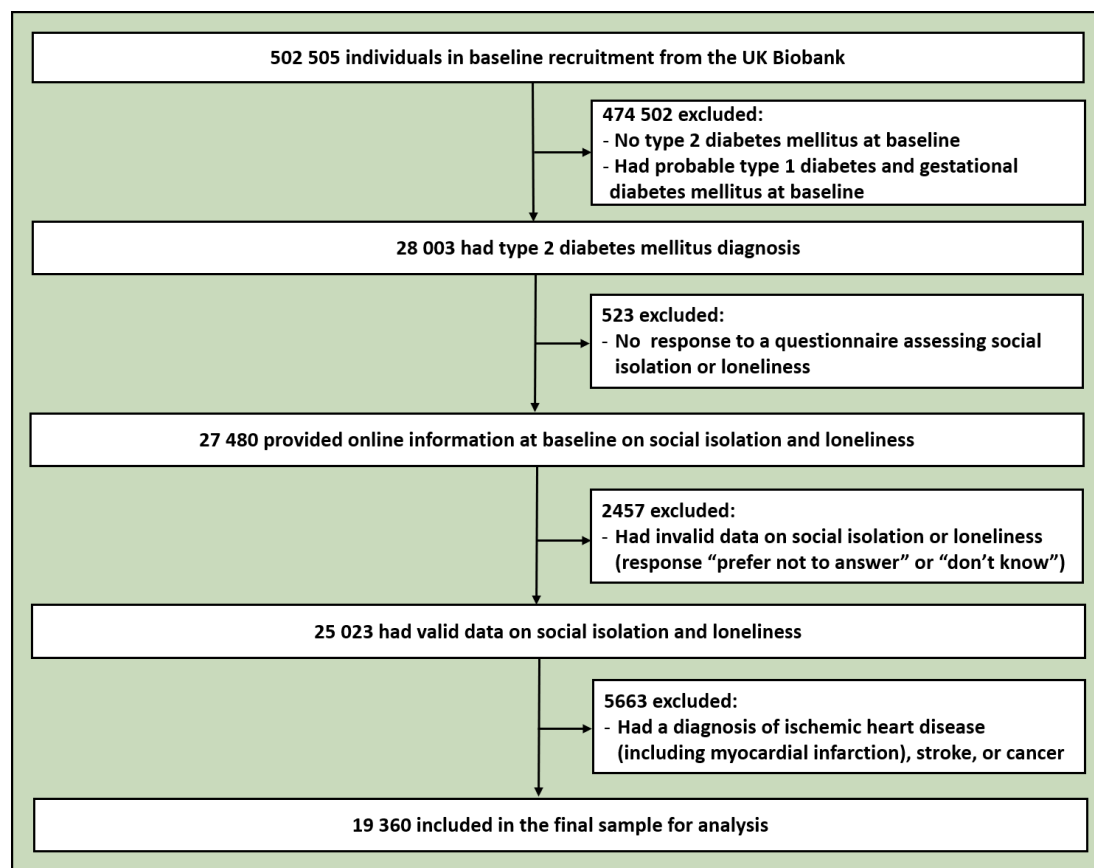 502 505 individuals in baseline recruitment from the UK Biobank
474 502 excluded:
- No type 2 diabetes mellitus at baseline
- Had probable type 1 diabetes and gestational
diabetes mellitus at baseline
28 003 had type 2 diabetes mellitus diagnosis
523 excluded:
- No response to a questionnaire assessing social
isolation or loneliness
27 480 provided online information at baseline on social isolation and loneliness
2457 excluded:
- Had invalid data on social isolation or loneliness
(response “prefer not to answer” or “don’t know”)
25 023 had valid data on social isolation and loneliness
5663 excluded:
- Had a diagnosis of ischemic heart disease
(including myocardial infarction), stroke, or cancer
19 360 included in the final sample for analysis